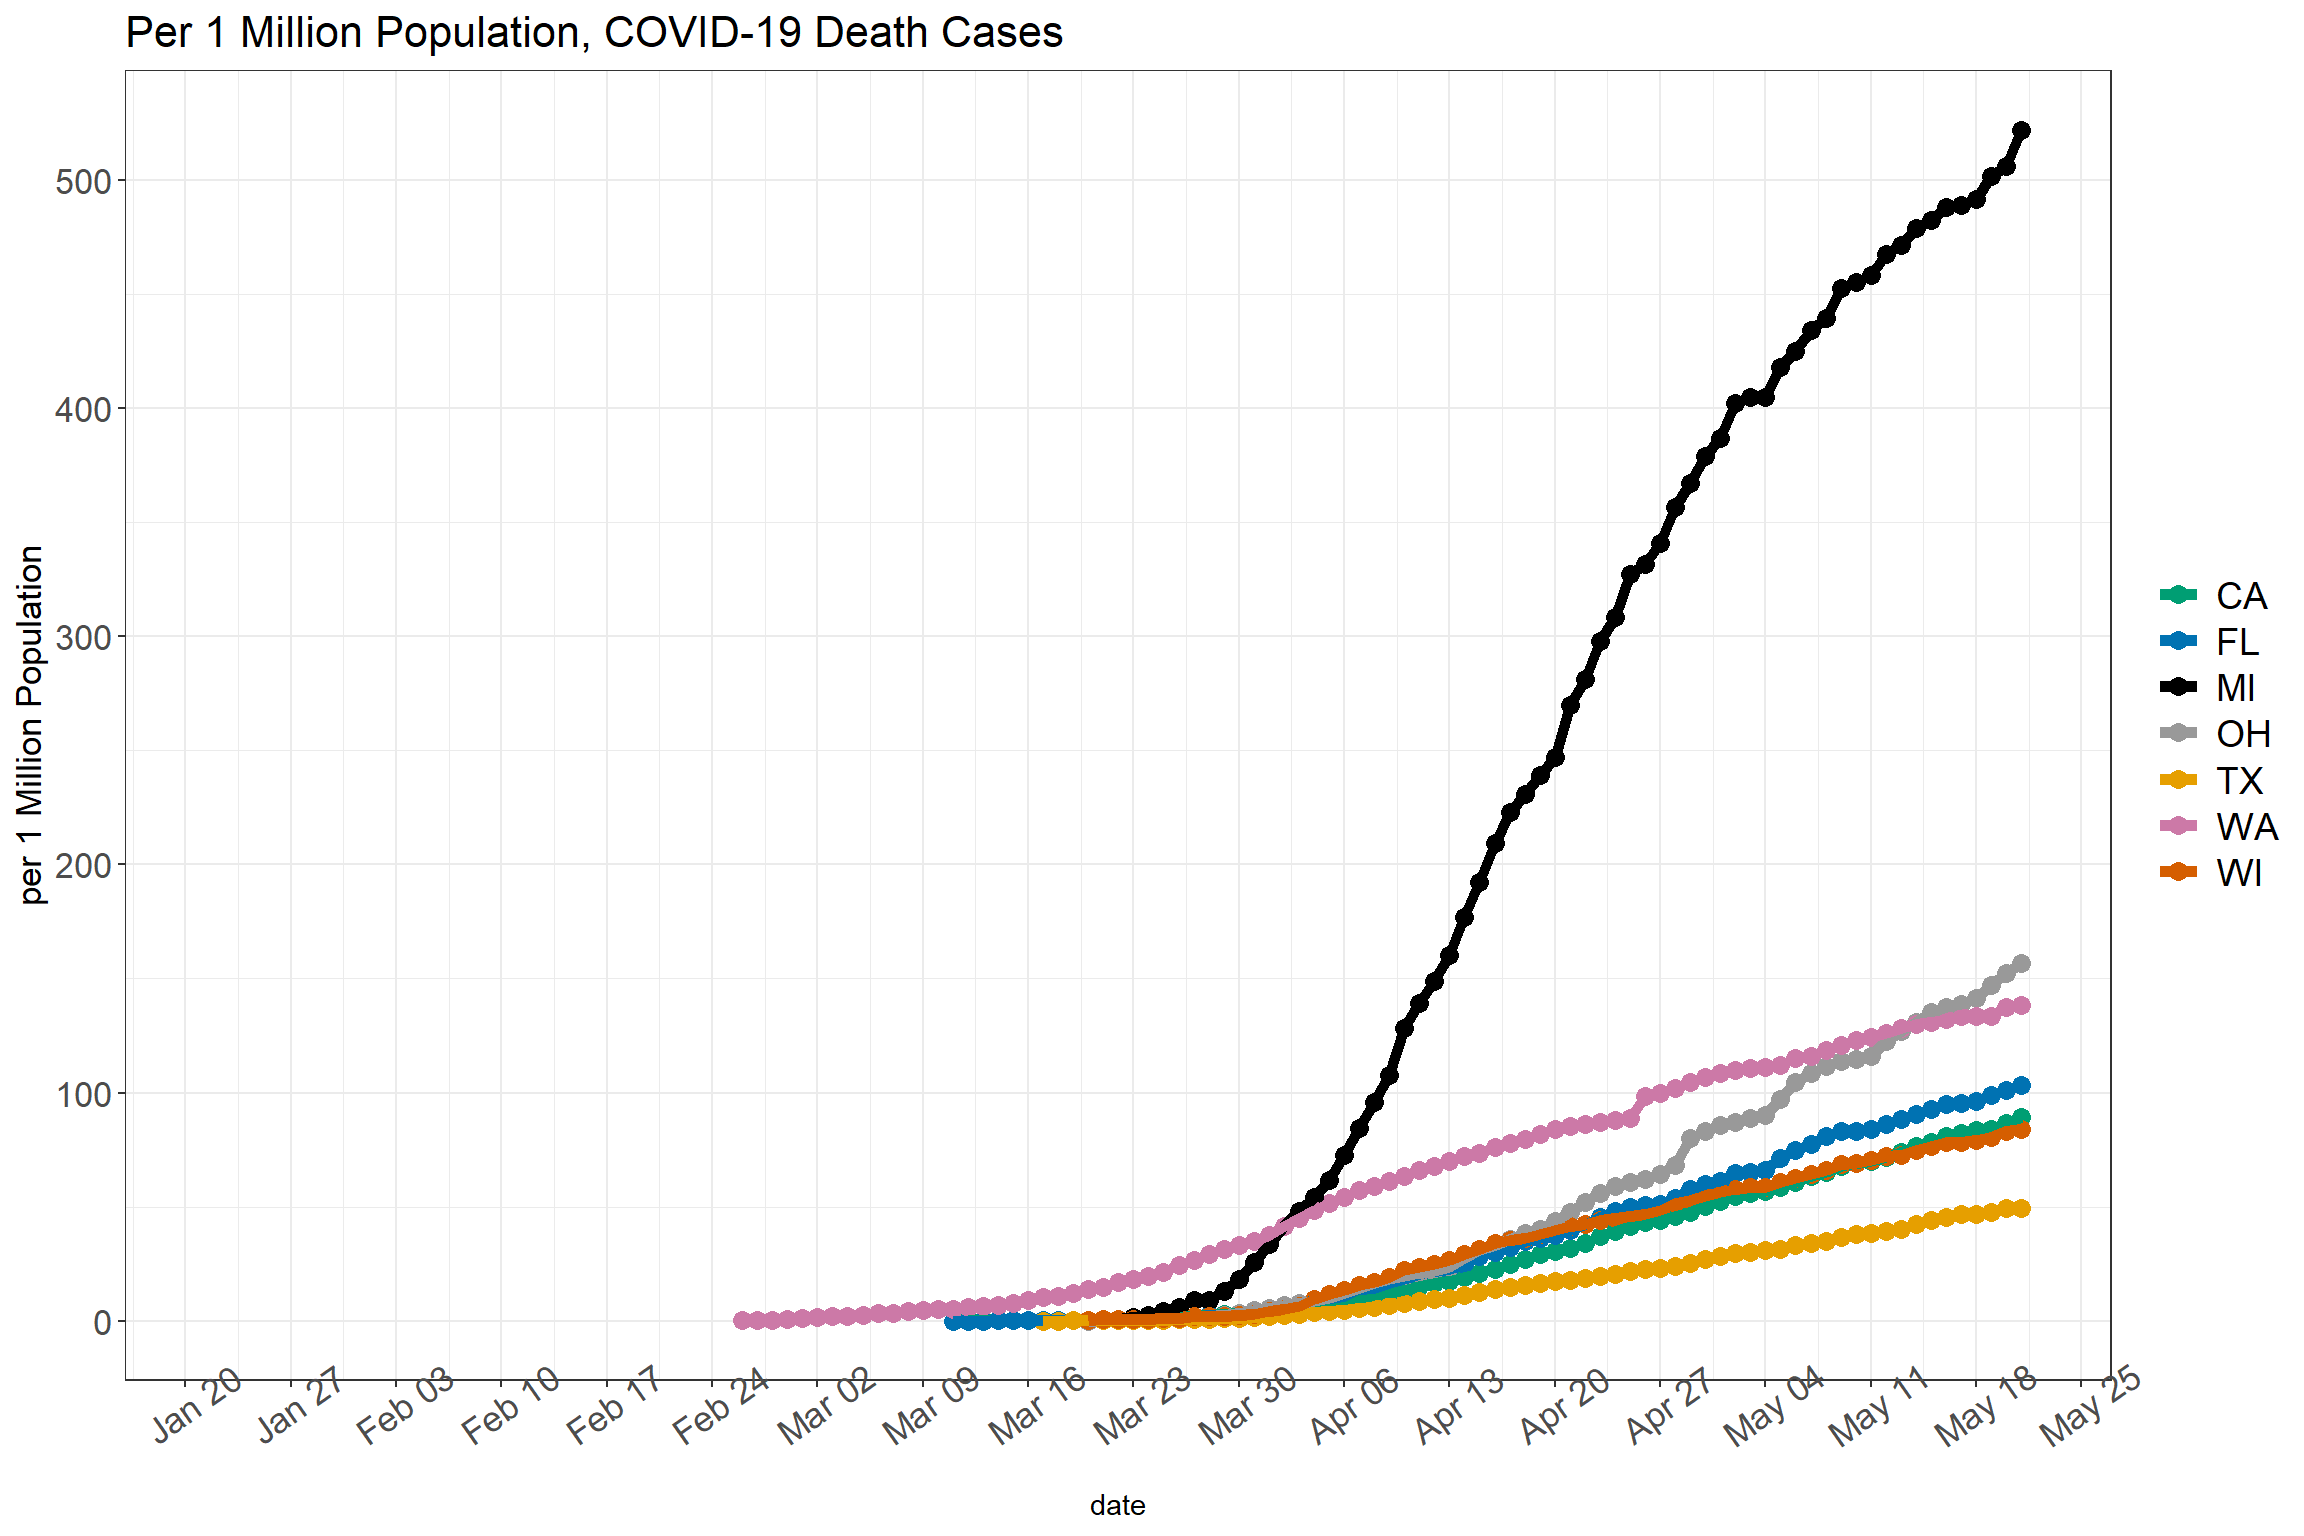 Per 1 Million Population, COVID-19 Death Cases
per 1 Million Population
500
400
300
200
100
0
Jan 20
Jan 27
Feb 03
Feb 10
Feb 17
Feb 24
Mar 02
Mar 09
Mar 16
Mar 23
Mar 30
Apr 06
Apr 13
Apr 20
Apr 27
May 04
May 11
May 18
May 25
date
CA
FL
MI
OH
TX
WA
WI